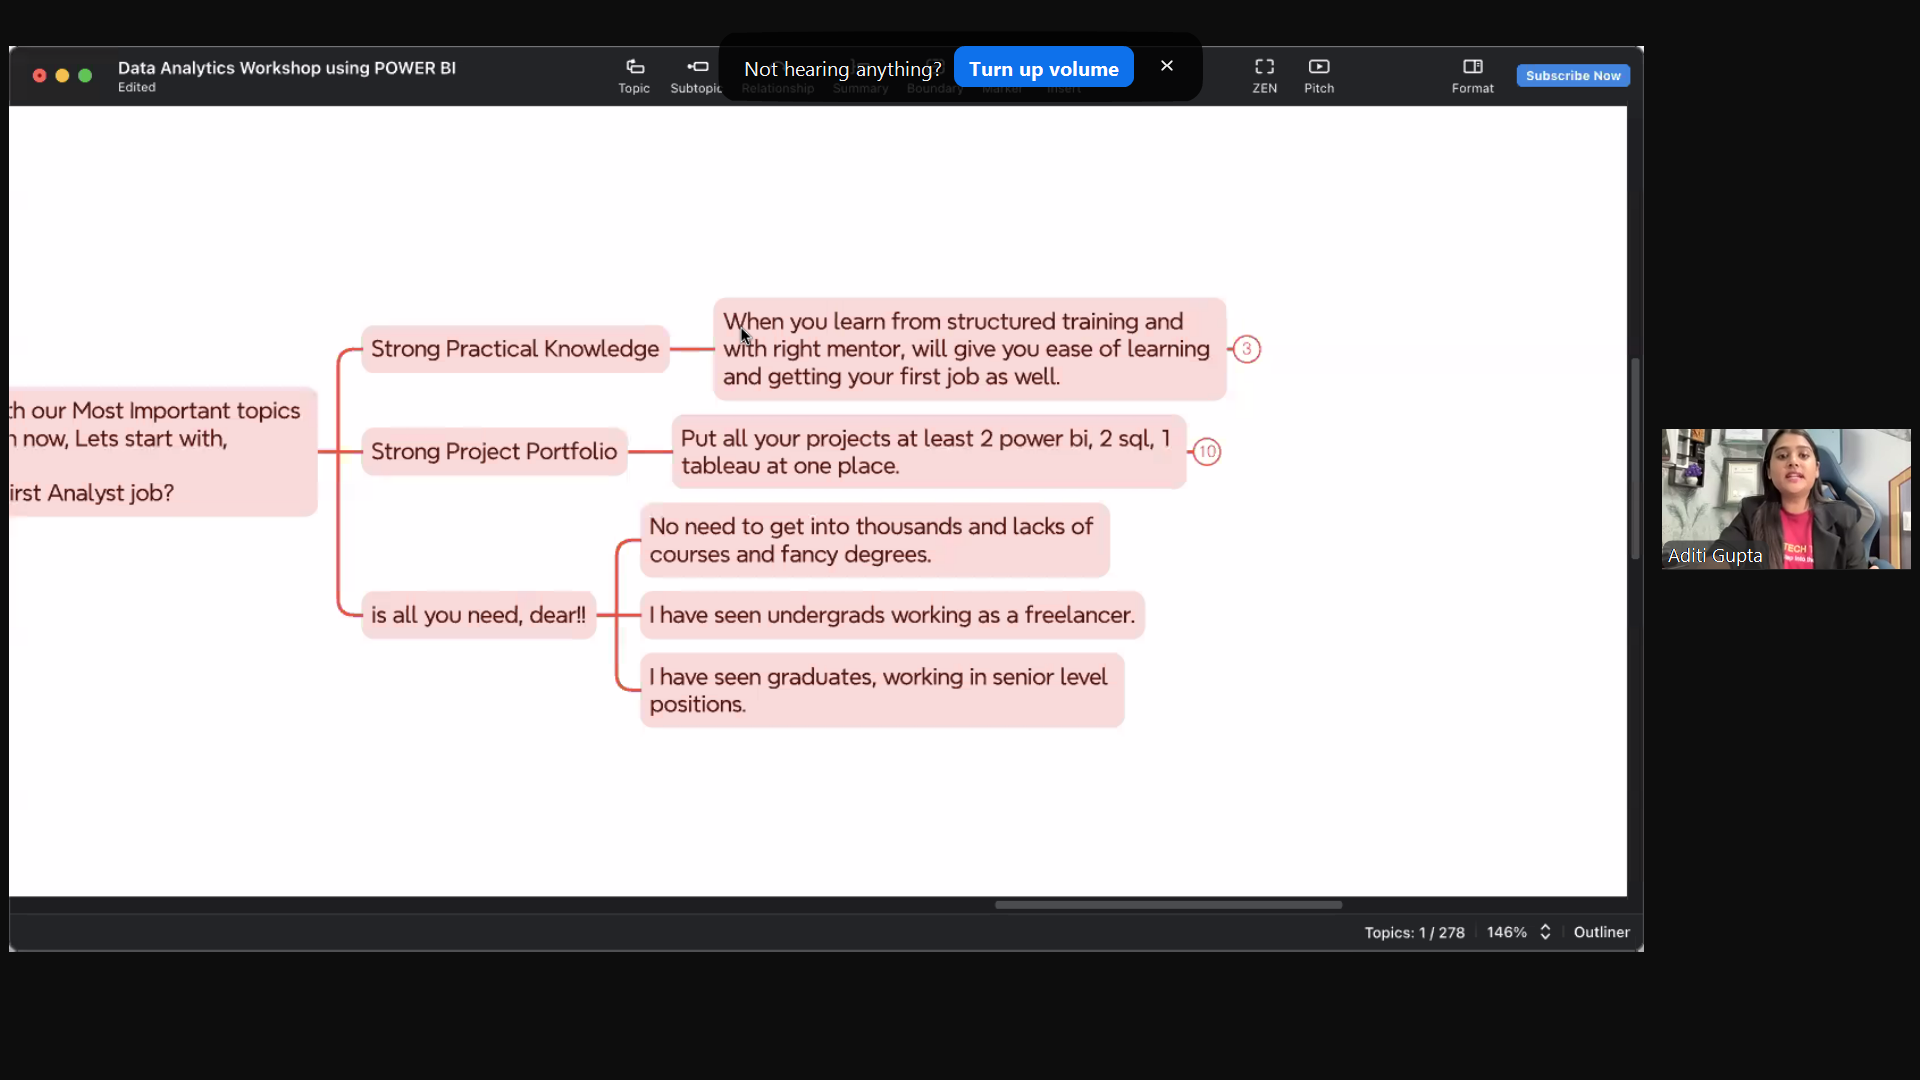 Data Analytics Workshop using POWER BI
Edited
Topic
Subtopic
Relationship
Summary
Boundary
Marker
Insert
Not hearing anything?
Turn up volume
ZEN
Pitch
Format
Subscribe Now
th our Most Important topics
n now, Lets start with,
irst Analyst job?
Strong Practical Knowledge
When you learn from structured training and
with right mentor, will give you ease of learning
and getting your first job as well.
3
Strong Project Portfolio
Put all your projects at least 2 power bi, 2 sql, 1
tableau at one place.
10
is all you need, dear!!
No need to get into thousands and lacks of
courses and fancy degrees.
I have seen undergrads working as a freelancer.
I have seen graduates, working in senior level
positions.
Aditi Gupta
TECH
Topics: 1 / 278
146%
Outliner